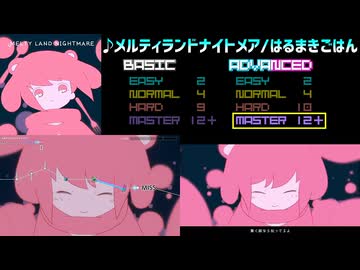 ♪メルティランドナイトメア/はるまきごはん
MELTY LAND NIGHTMARE
BASIC
EASY 2
NORMAL 4
HARD 9
MASTER 12+
ADVANCED
EASY 2
NORMAL 4
HARD 10
MASTER 12+
MISS